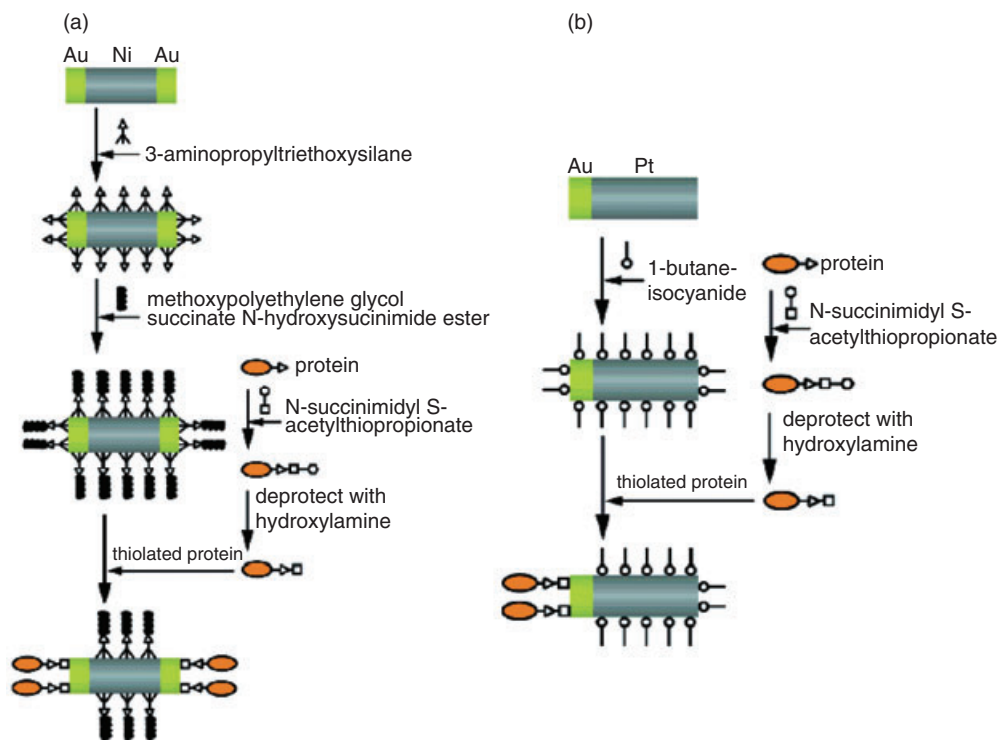 (a)
Au Ni Au
3-aminopropyltriethoxysilane
methoxypolyethylene glycol
succinate N-hydroxysucinimide ester
protein
N-succinimidyl S-
acetylthiopropionate
deprotect with
hydroxylamine
thiolated protein
(b)
Au Pt
1-butane-
isocyanide
protein
N-succinimidyl S-
acetylthiopropionate
deprotect with
hydroxylamine
thiolated protein